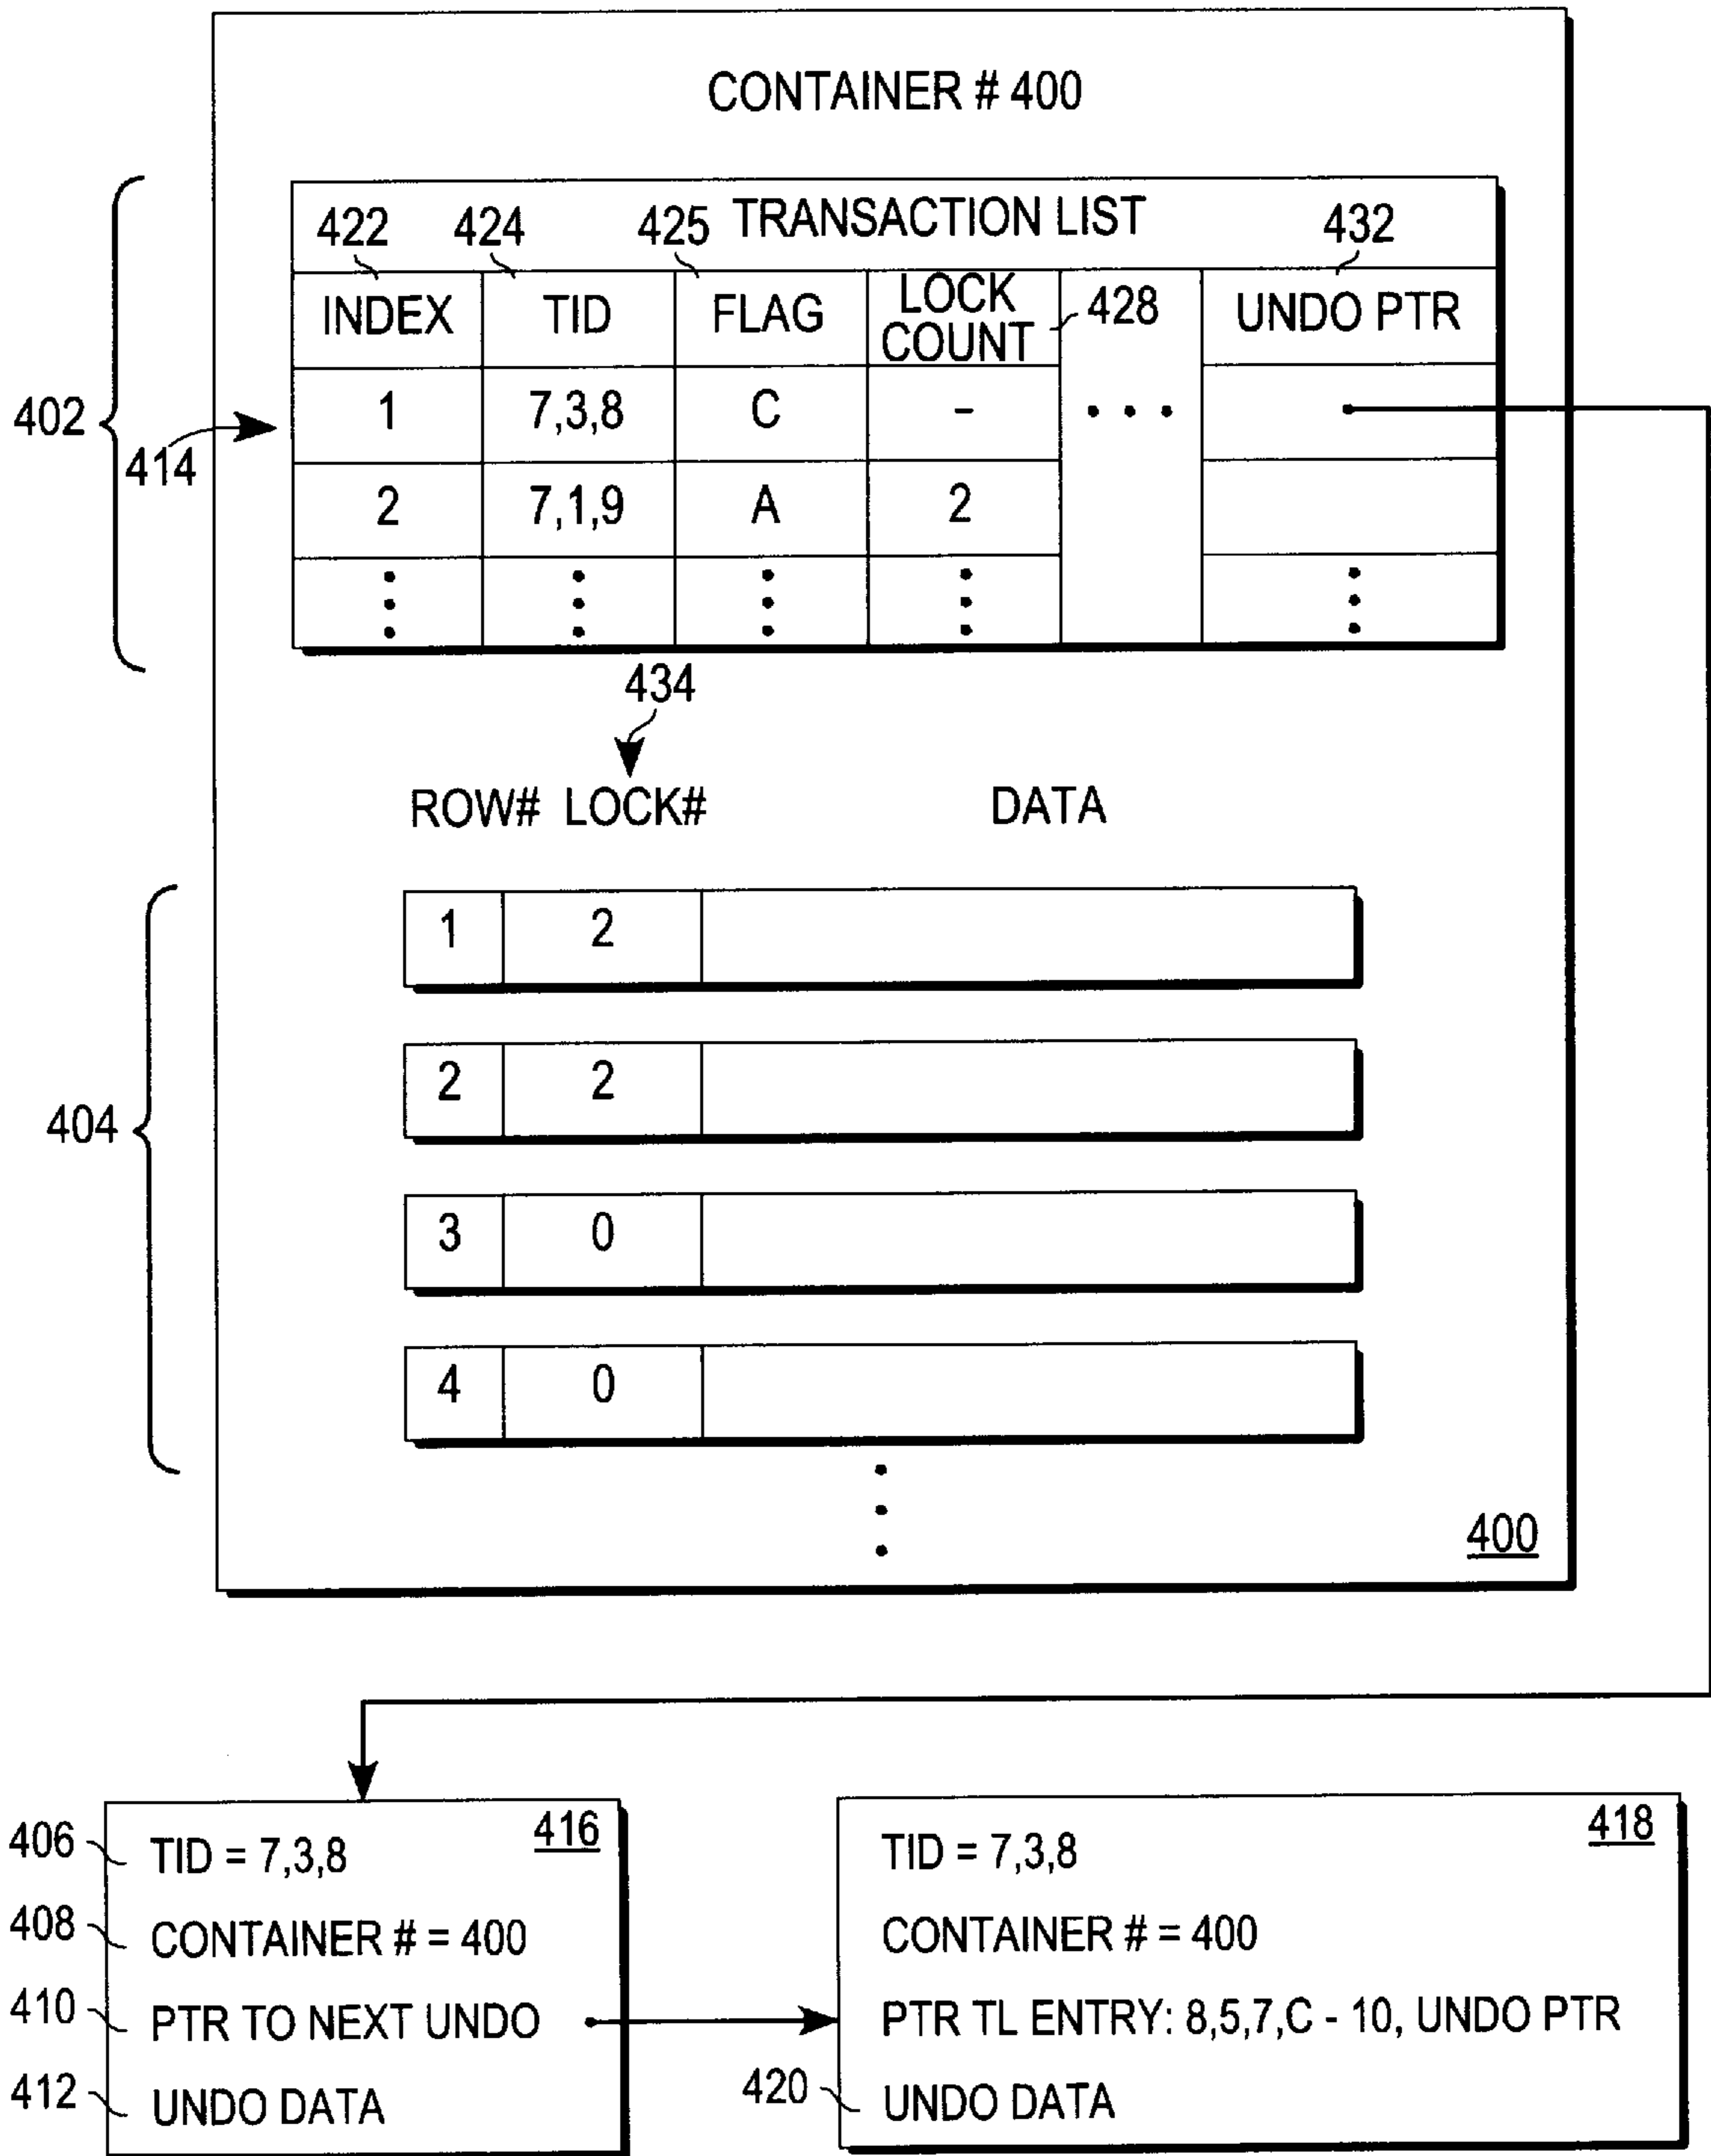 CONTAINER # 400
TRANSACTION LIST
422 424 425 432
INDEX TID FLAG LOCK COUNT 428 UNDO PTR
402
414
1 7,3,8 C – • • •
2 7,1,9 A 2
434
ROW# LOCK# DATA
404
1 2
2 2
3 0
4 0
400
416
406 TID = 7,3,8
408 CONTAINER # = 400
410 PTR TO NEXT UNDO
412 UNDO DATA
418
TID = 7,3,8
CONTAINER # = 400
PTR TL ENTRY: 8,5,7,C - 10, UNDO PTR
420 UNDO DATA